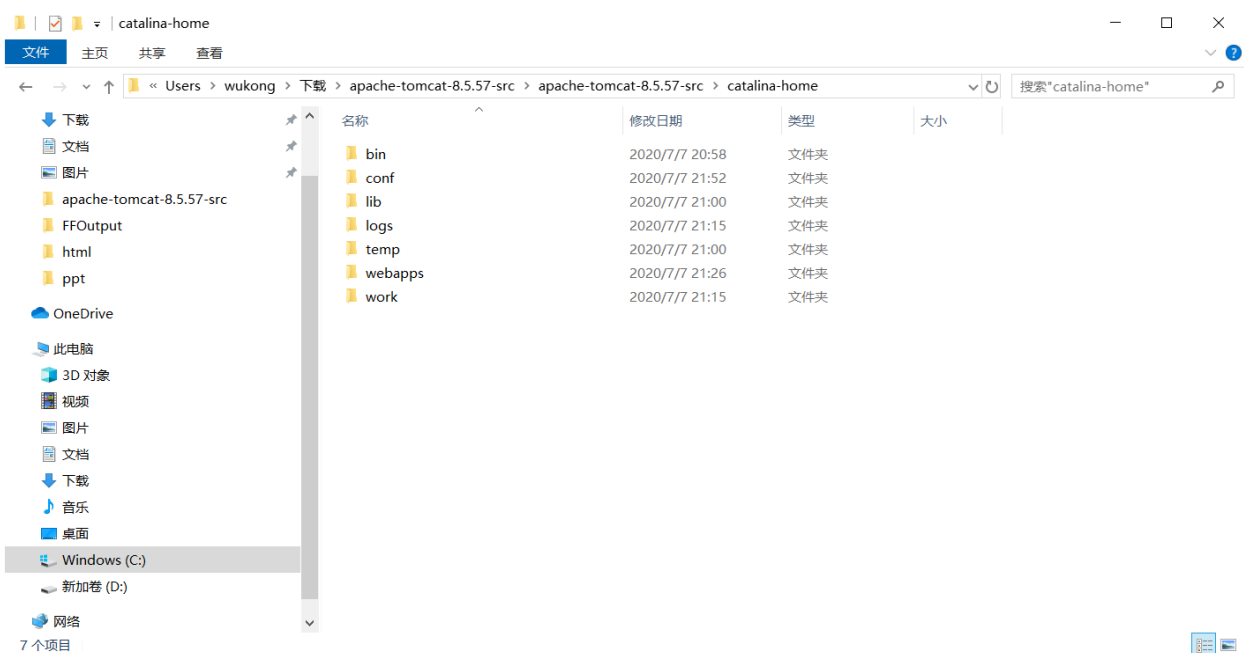 catalina-home
文件 主页 共享 查看
« Users › wukong › 下载 › apache-tomcat-8.5.57-src › apache-tomcat-8.5.57-src › catalina-home
搜索"catalina-home"
下载
文档
图片
apache-tomcat-8.5.57-src
FFOutput
html
ppt
OneDrive
此电脑
3D 对象
视频
图片
文档
下载
音乐
桌面
Windows (C:)
新加卷 (D:)
网络
名称 修改日期 类型 大小
bin 2020/7/7 20:58 文件夹
conf 2020/7/7 21:52 文件夹
lib 2020/7/7 21:00 文件夹
logs 2020/7/7 21:15 文件夹
temp 2020/7/7 21:00 文件夹
webapps 2020/7/7 21:26 文件夹
work 2020/7/7 21:15 文件夹
7 个项目